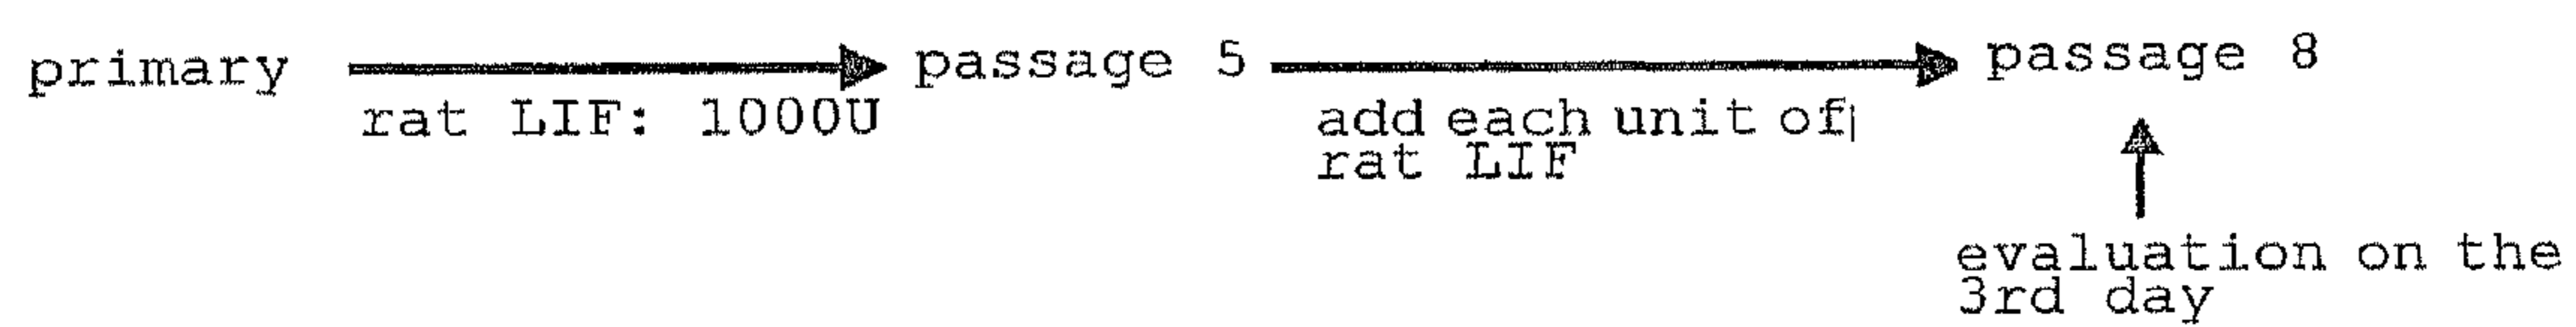 primary passage 5 passage 8
rat LIF: 1000U
add each unit of
rat LIF
evaluation on the
3rd day